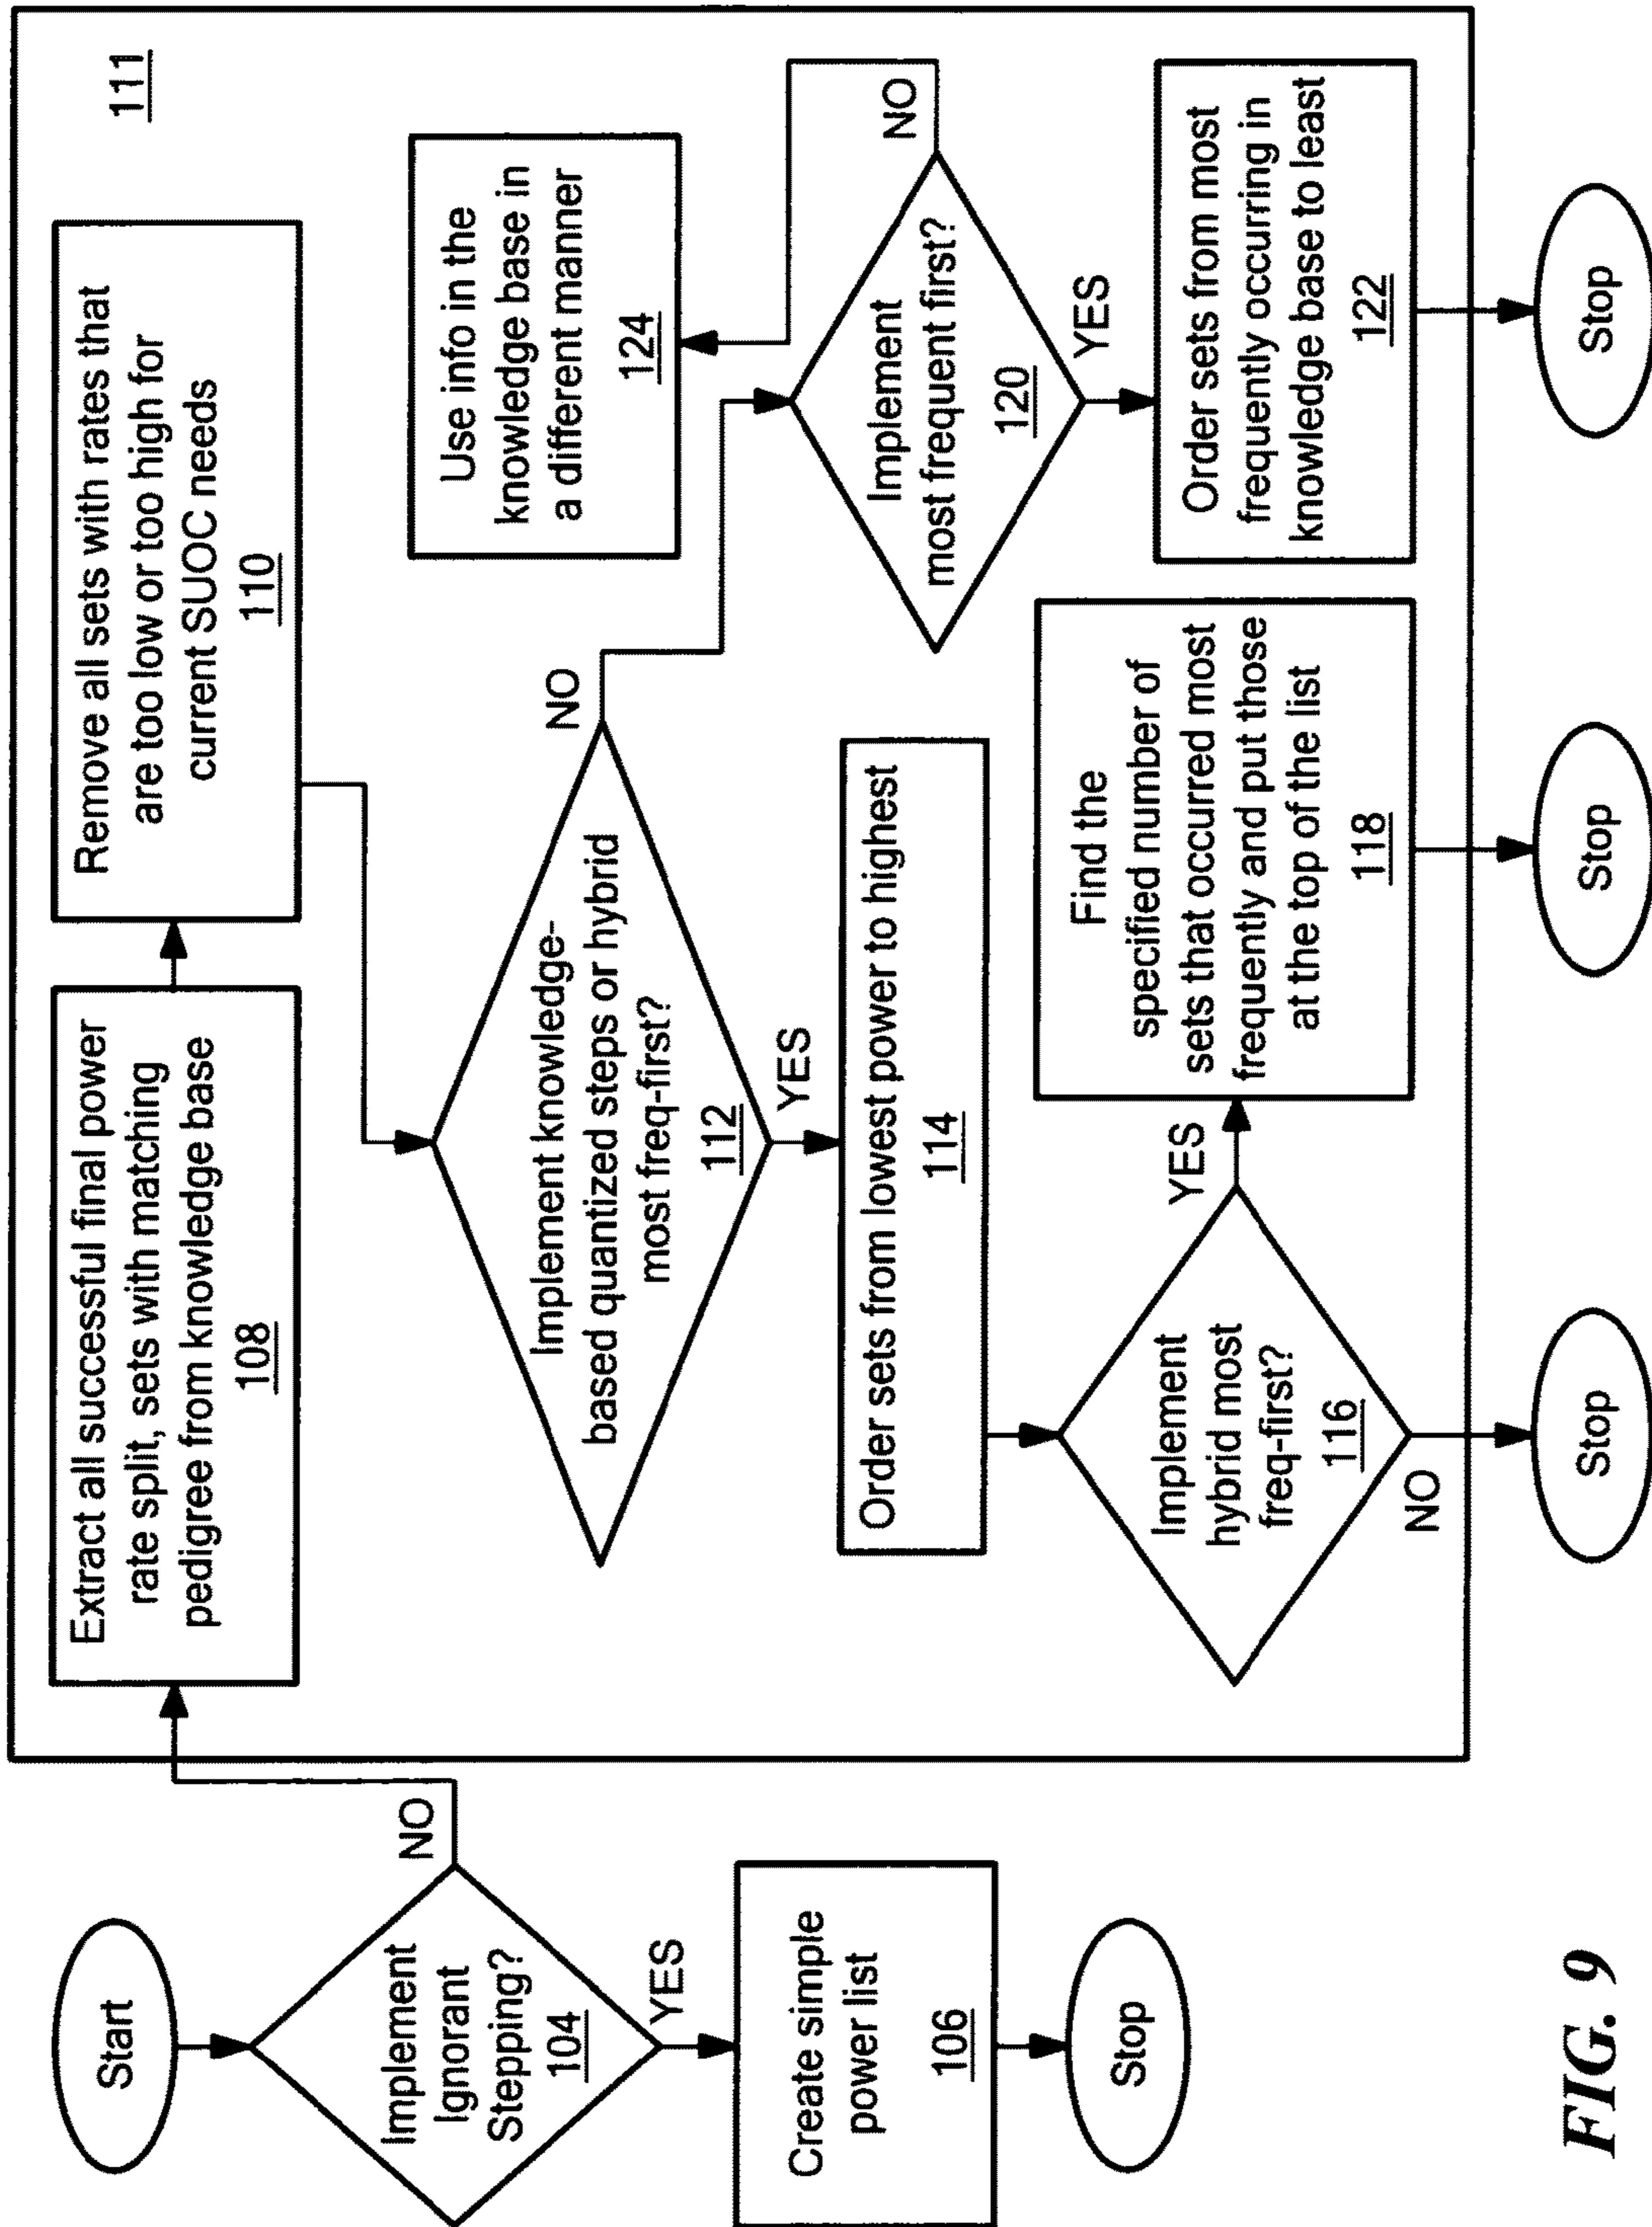 Start
Implement
Ignorant
Stepping?
104
NO
YES
Create simple
power list
106
Stop
111
Extract all successful final power
rate split, sets with matching
pedigree from knowledge base
108
Remove all sets with rates that
are too low or too high for
current SUOC needs
110
Implement knowledge-
based quantized steps or hybrid
most freq-first?
112
NO
YES
Order sets from lowest power to highest
114
Implement
hybrid most
freq-first?
116
YES
NO
Stop
Find the
specified number of
sets that occurred most
frequently and put those
at the top of the list
118
Stop
Use info in the
knowledge base in
a different manner
124
Implement
most frequent first?
120
NO
YES
Order sets from most
frequently occurring in
knowledge base to least
122
Stop
FIG. 9